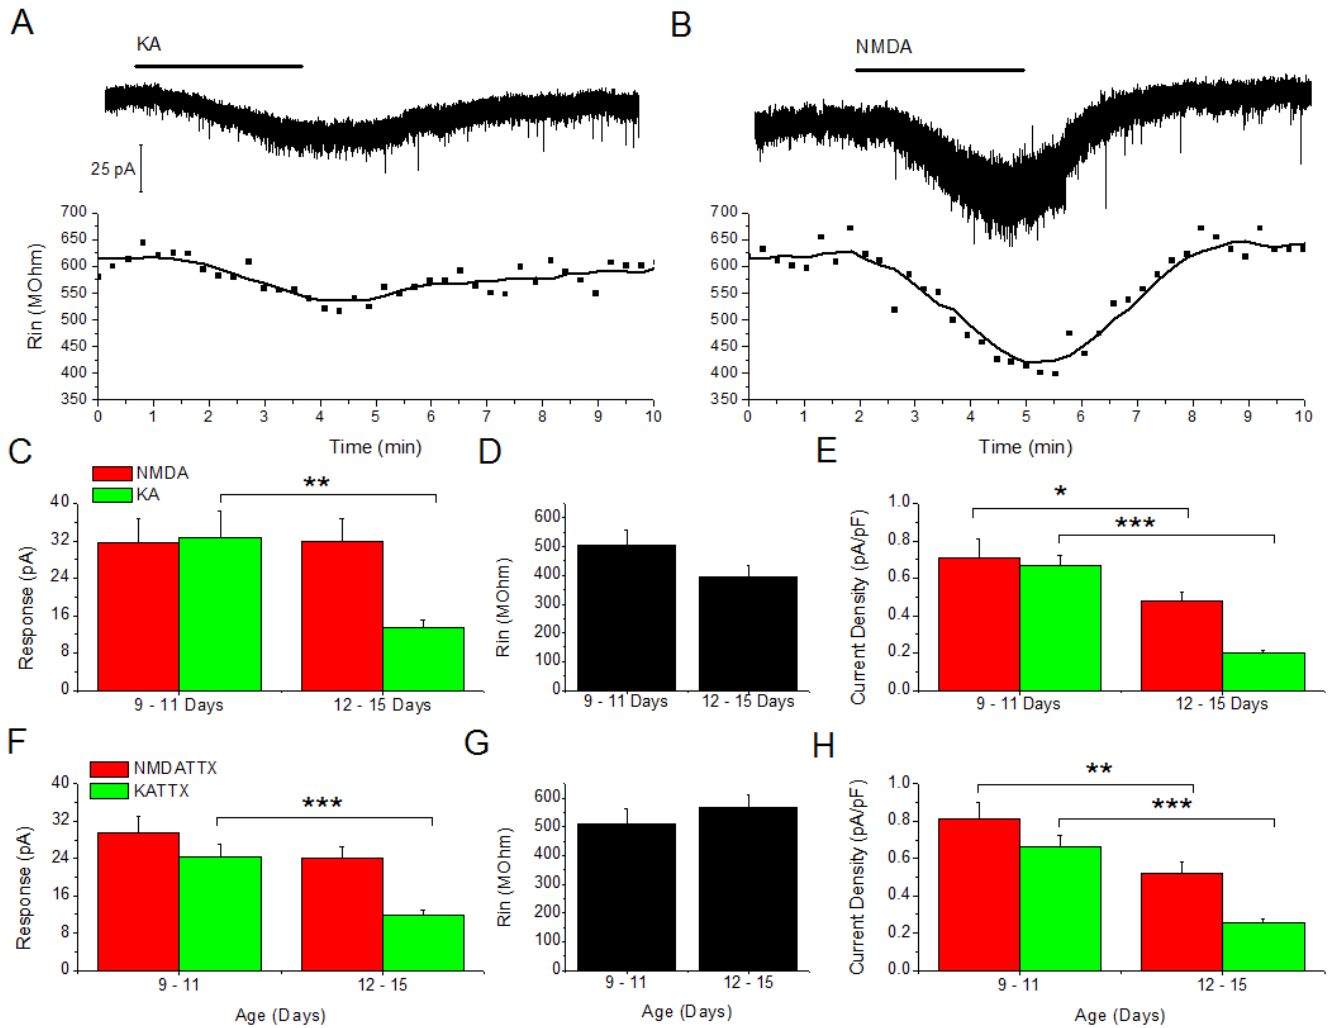 A
KA
25 pA
Rin (MOhm)
700
650
600
550
500
450
400
350
0 1 2 3 4 5 6 7 8 9 10
Time (min)
B
NMDA
700
650
600
550
500
450
400
350
0 1 2 3 4 5 6 7 8 9 10
Time (min)
C
NMDA
KA
**
Response (pA)
40
32
24
16
8
0
9 - 11 Days 12 - 15 Days
D
Rin (MOhm)
600
500
400
300
200
100
0
9 - 11 Days 12 - 15 Days
E
*
***
Current Density (pA/pF)
1.0
0.8
0.6
0.4
0.2
0.0
9 - 11 Days 12 - 15 Days
F
NMDATTX
KATTX
***
Response (pA)
40
32
24
16
8
0
9 - 11 12 - 15
Age (Days)
G
Rin (MOhm)
600
500
400
300
200
100
0
9 - 11 12 - 15
Age (Days)
H
**
***
Current Density (pA/pF)
1.0
0.8
0.6
0.4
0.2
0.0
9 - 11 12 - 15
Age (Days)